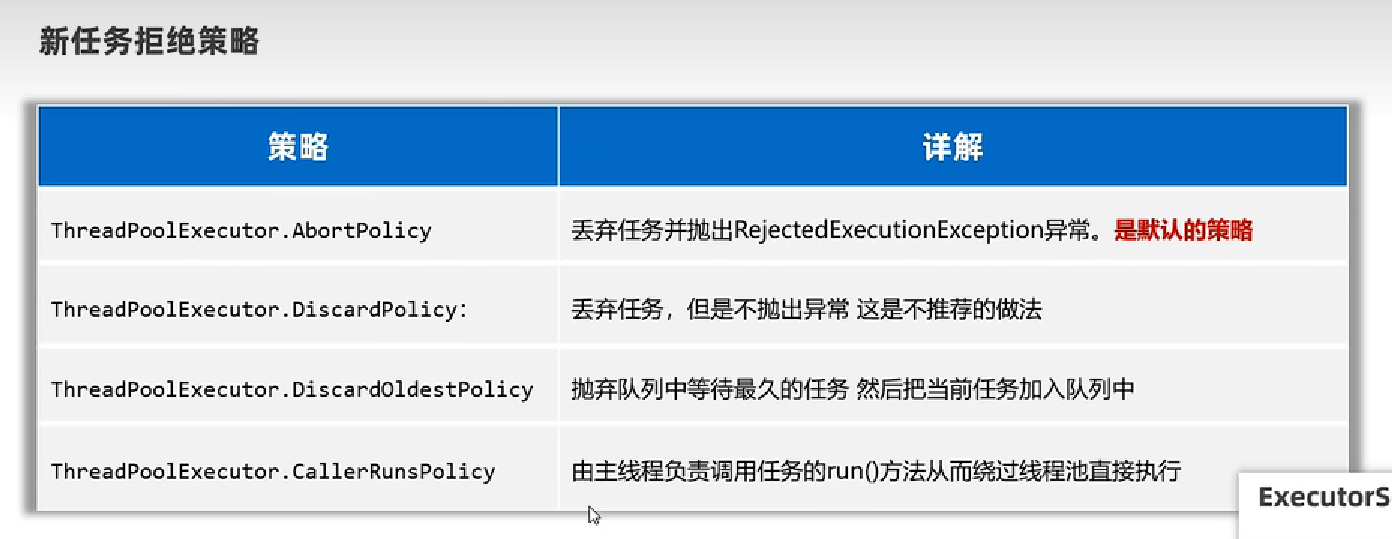 新任务拒绝策略
策略 详解
ThreadPoolExecutor.AbortPolicy 丢弃任务并抛出RejectedExecutionException异常。是默认的策略
ThreadPoolExecutor.DiscardPolicy： 丢弃任务，但是不抛出异常 这是不推荐的做法
ThreadPoolExecutor.DiscardOldestPolicy 抛弃队列中等待最久的任务 然后把当前任务加入队列中
ThreadPoolExecutor.CallerRunsPolicy 由主线程负责调用任务的run()方法从而绕过线程池直接执行
ExecutorS